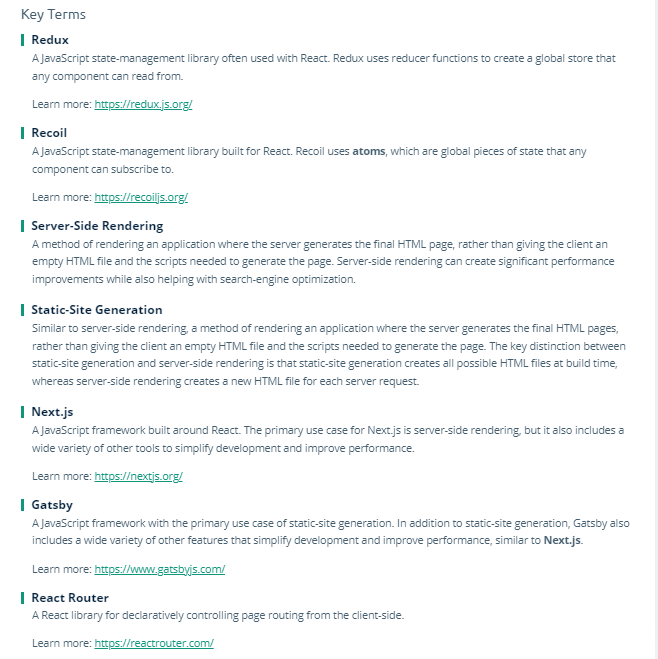 Key Terms
Redux
A JavaScript state-management library often used with React. Redux uses reducer functions to create a global store that
any component can read from.
Learn more: https://redux.js.org/
Recoil
A JavaScript state-management library built for React. Recoil uses atoms, which are global pieces of state that any
component can subscribe to.
Learn more: https://recoiljs.org/
Server-Side Rendering
A method of rendering an application where the server generates the final HTML page, rather than giving the client an
empty HTML file and the scripts needed to generate the page. Server-side rendering can create significant performance
improvements while also helping with search-engine optimization.
Static-Site Generation
Similar to server-side rendering, a method of rendering an application where the server generates the final HTML pages,
rather than giving the client an empty HTML file and the scripts needed to generate the page. The key distinction between
static-site generation and server-side rendering is that static-site generation creates all possible HTML files at build time,
whereas server-side rendering creates a new HTML file for each server request.
Next.js
A JavaScript framework built around React. The primary use case for Next.js is server-side rendering, but it also includes a
wide variety of other tools to simplify development and improve performance.
Learn more: https://nextjs.org/
Gatsby
A JavaScript framework with the primary use case of static-site generation. In addition to static-site generation, Gatsby also
includes a wide variety of other features that simplify development and improve performance, similar to Next.js.
Learn more: https://www.gatsbyjs.com/
React Router
A React library for declaratively controlling page routing from the client-side.
Learn more: https://reactrouter.com/